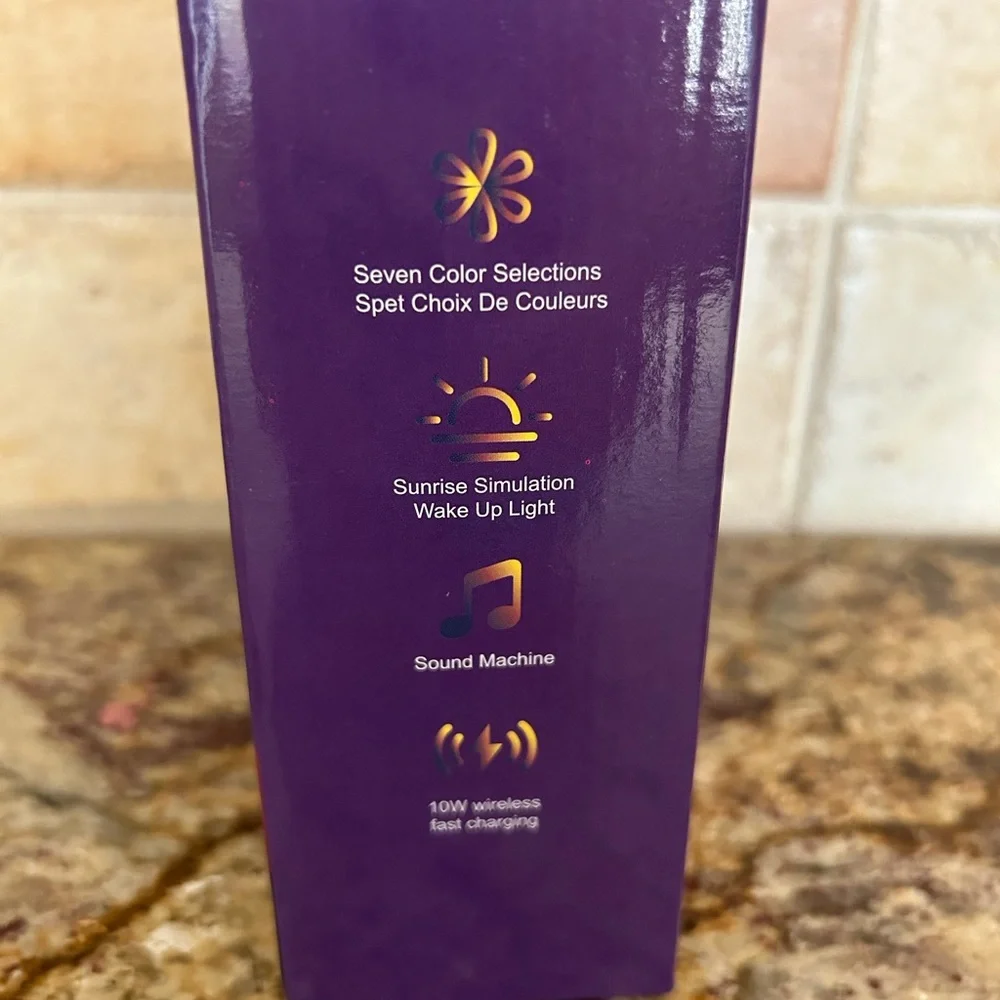 Seven Color Selections
Spet Choix De Couleurs
Sunrise Simulation
Wake Up Light
Sound Machine
10W wireless
fast charging